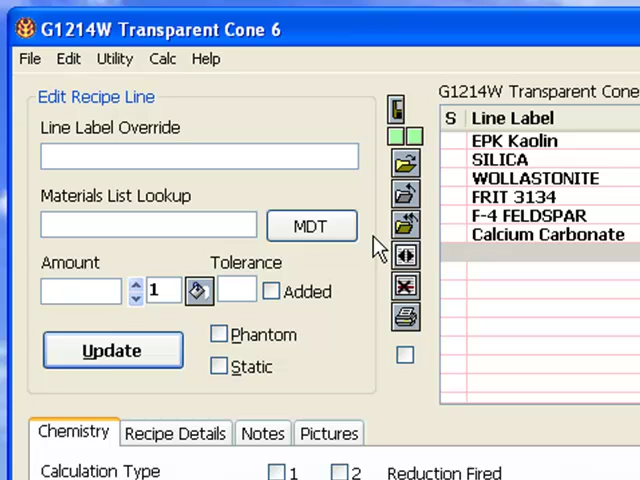 G1214W Transparent Cone 6
File Edit Utility Calc Help
Edit Recipe Line
Line Label Override
Materials List Lookup
MDT
Amount
Tolerance
1
Added
Update
Phantom
Static
G1214W Transparent Cone
S Line Label
EPK Kaolin
SILICA
WOLLASTONITE
FRIT 3134
F-4 FELDSPAR
Calcium Carbonate
Chemistry Recipe Details Notes Pictures
Calculation Type 1 2 Reduction Fired